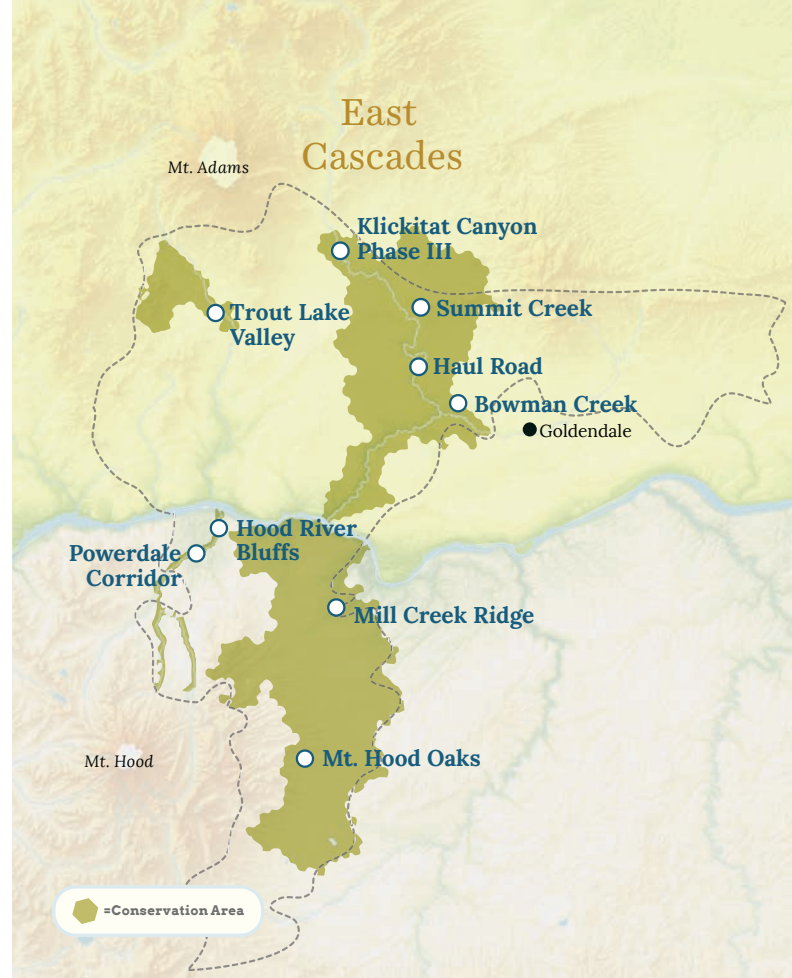 East
Cascades
Mt. Adams
Klickitat Canyon
Phase III
Trout Lake
Valley
Summit Creek
Haul Road
Bowman Creek
Goldendale
Hood River
Bluffs
Powerdale
Corridor
Mill Creek Ridge
Mt. Hood
Mt. Hood Oaks
=Conservation Area